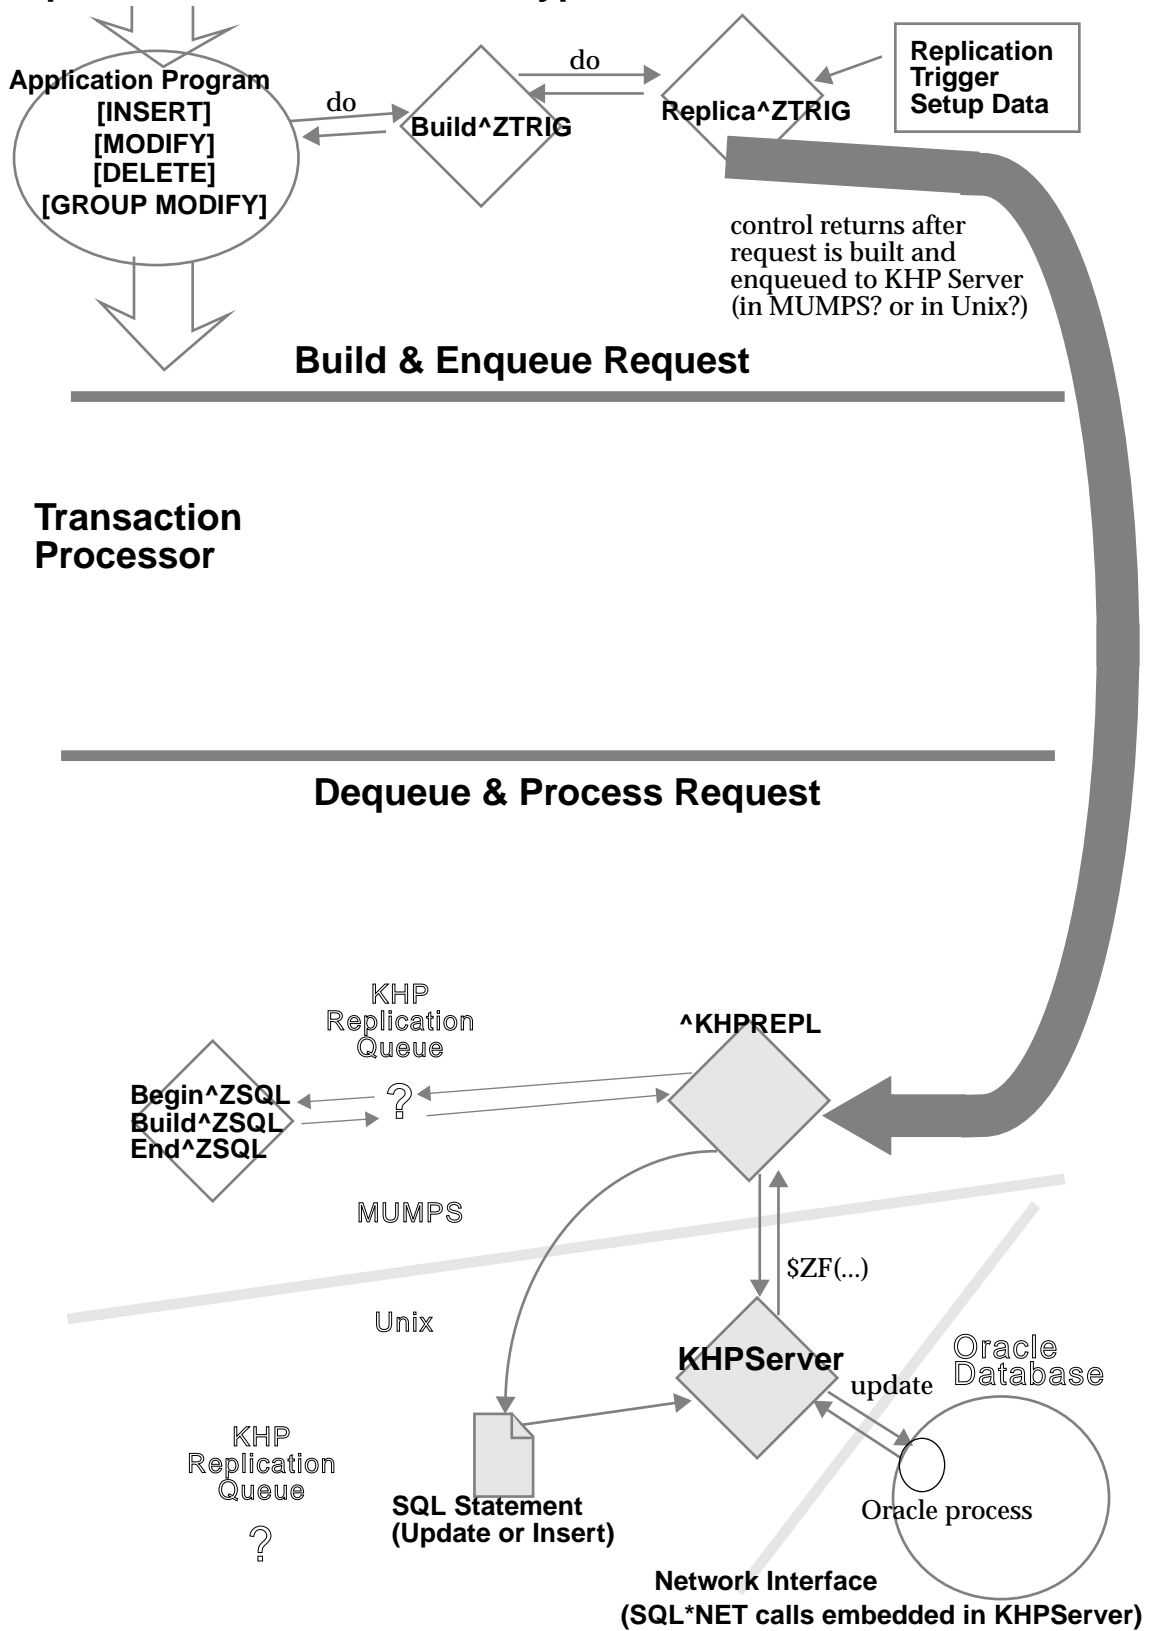 Application Program
[INSERT]
[MODIFY]
[DELETE]
[GROUP MODIFY]
do
Build^ZTRIG
do
Replica^ZTRIG
Replication
Trigger
Setup Data
control returns after
request is built and
enqueued to KHP Server
(in MUMPS? or in Unix?)
Build & Enqueue Request
Transaction
Processor
Dequeue & Process Request
KHP
Replication
Queue
?
^KHPREPL
Begin^ZSQL
Build^ZSQL
End^ZSQL
MUMPS
$ZF(...)
Unix
KHPServer
update
Oracle
Database
KHP
Replication
Queue
?
SQL Statement
(Update or Insert)
Oracle process
Network Interface
(SQL*NET calls embedded in KHPServer)